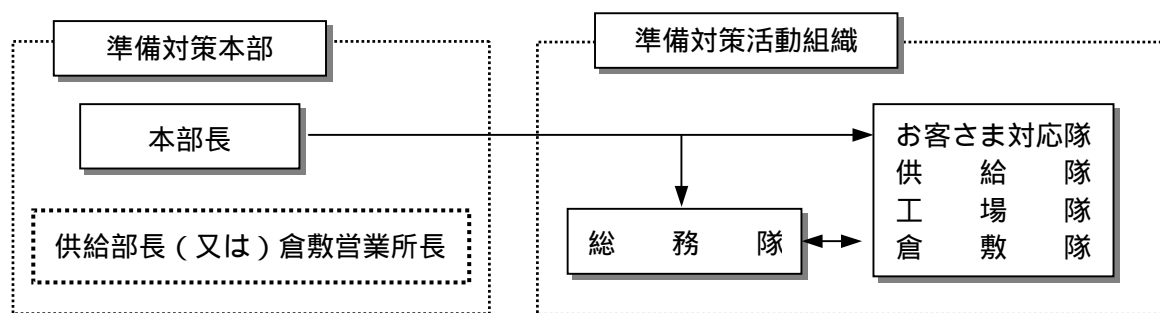 準備対策本部
本部長
供給部長（又は）倉敷営業所長
準備対策活動組織
総務隊
お客さま対応隊
供給隊
工場隊
倉敷隊